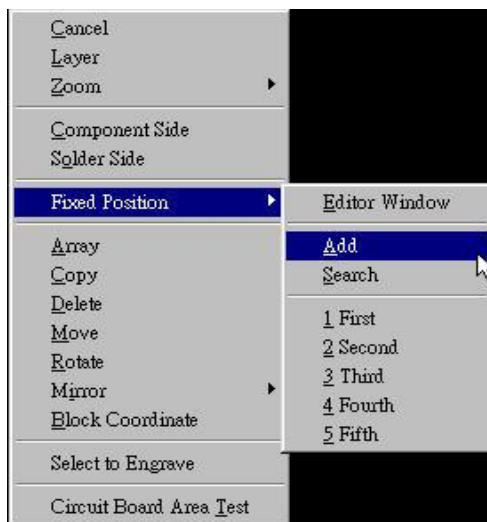 Cancel
Layer
Zoom
Component Side
Solder Side
Fixed Position
Array
Copy
Delete
Move
Rotate
Mirror
Block Coordinate
Select to Engrave
Circuit Board Area Test
Editor Window
Add
Search
1 First
2 Second
3 Third
4 Fourth
5 Fifth